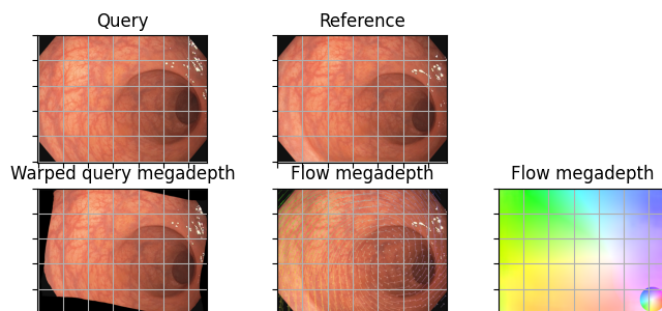 Query
Reference
Warped query megadepth
Flow megadepth
Flow megadepth